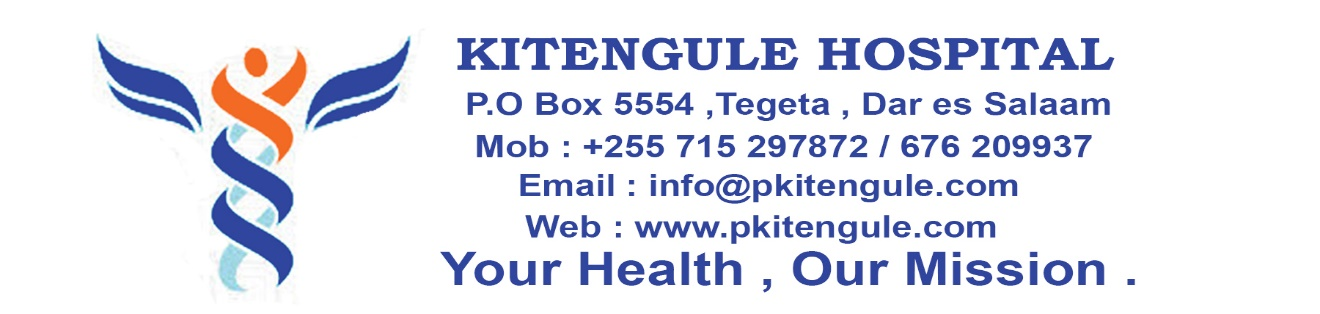 KITENGULE HOSPITAL
P.O Box 5554 ,Tegeta , Dar es Salaam
Mob : +255 715 297872 / 676 209937
Email : info@pkitengule.com
Web : www.pkitengule.com
Your Health , Our Mission .